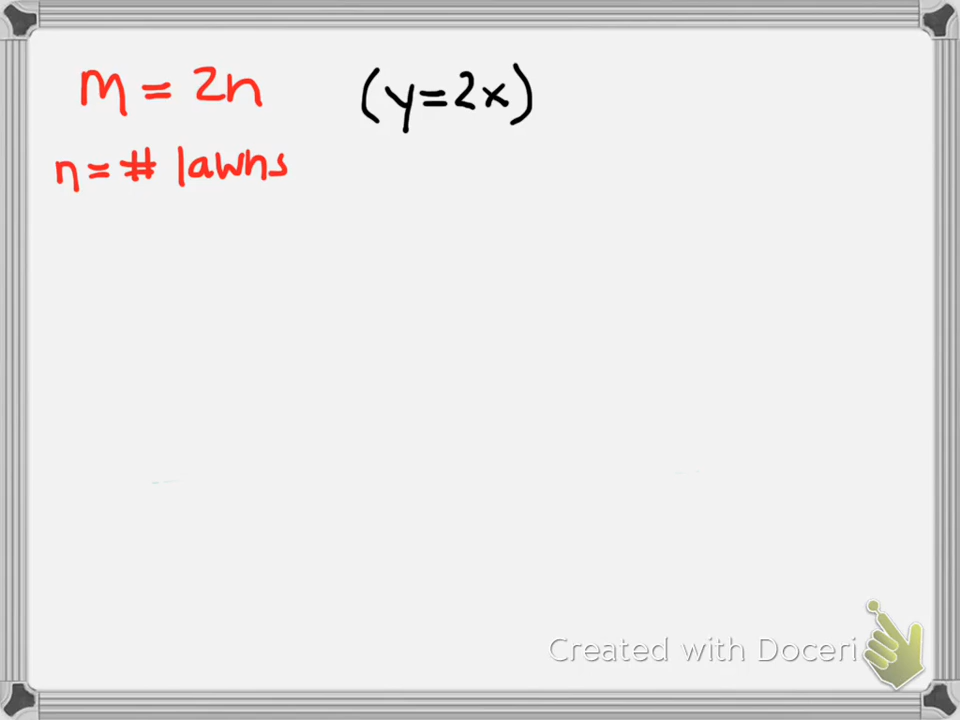 m = 2n (y=2x)
n = # lawns
Created with Doceri